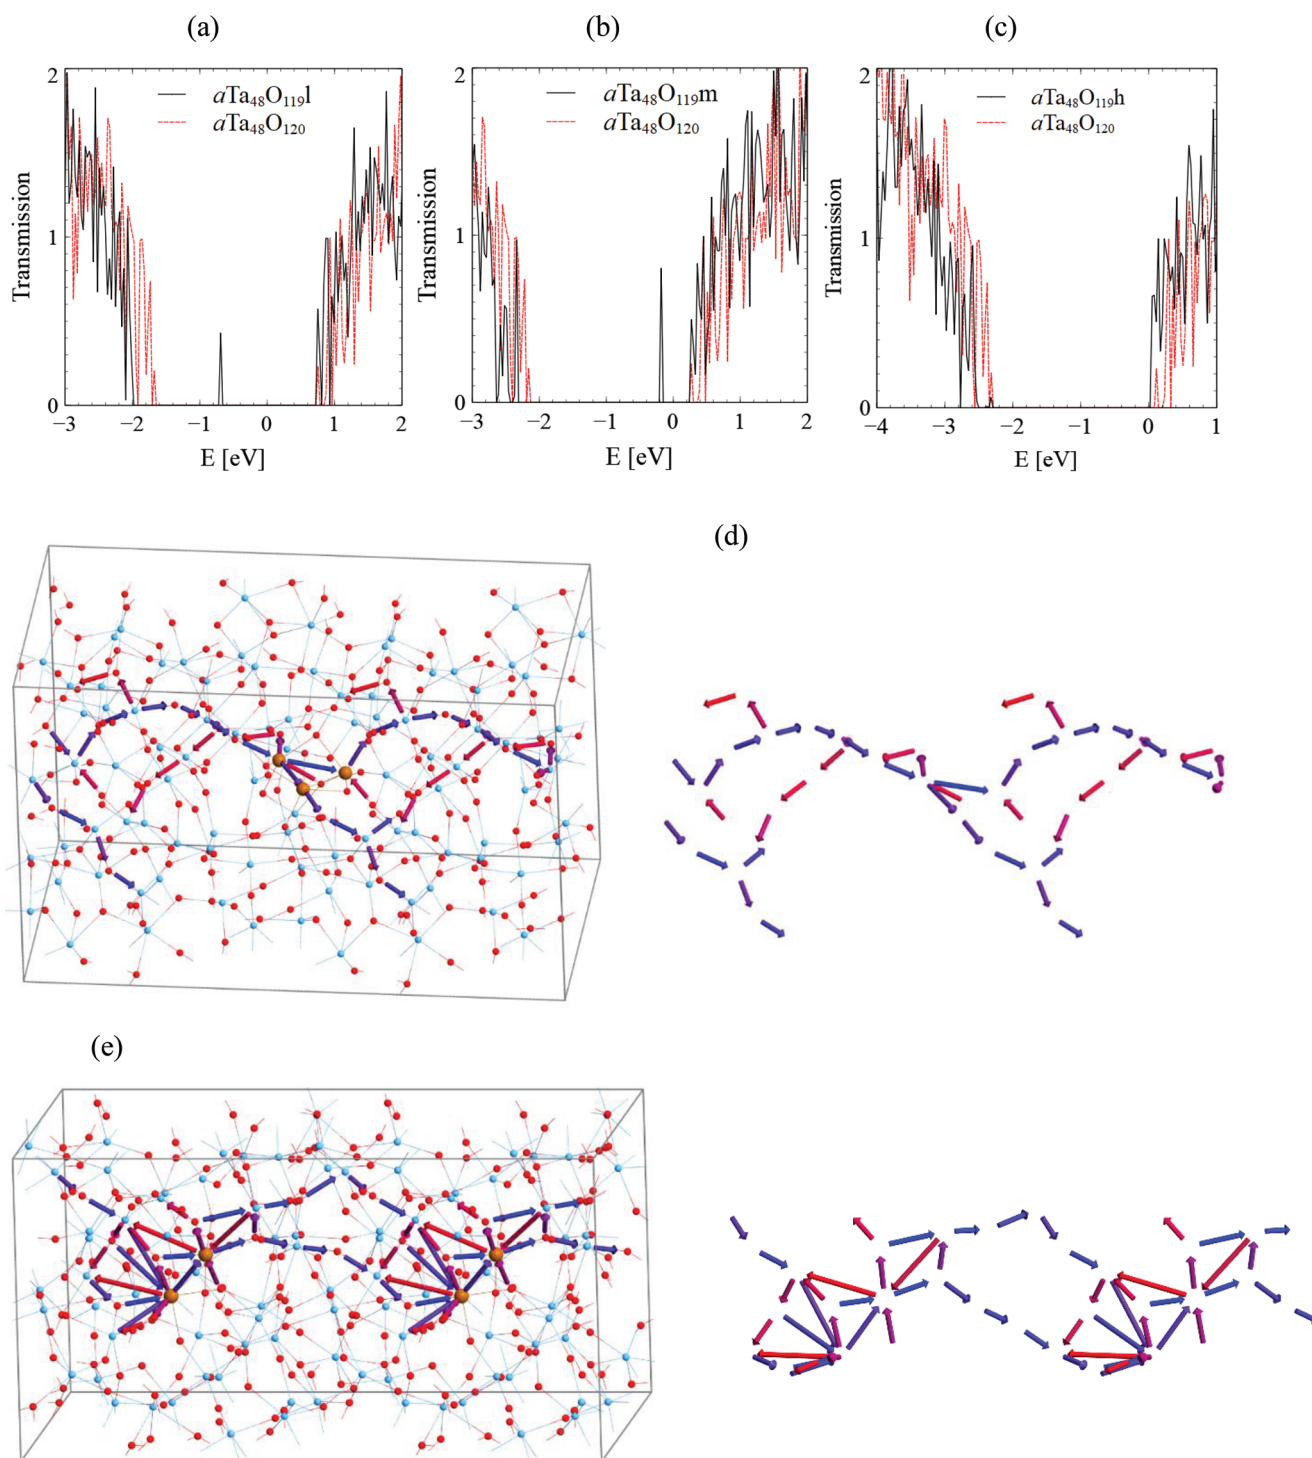 (a) (b) (c)
2 2 2
aTa₄₈O₁₁₉l aTa₄₈O₁₁₉m aTa₄₈O₁₁₉h
aTa₄₈O₁₂₀ aTa₄₈O₁₂₀ aTa₄₈O₁₂₀
Transmission Transmission Transmission
1 1 1
0 0 0
−3 −2 −1 0 1 2 −3 −2 −1 0 1 2 −4 −3 −2 −1 0 1
E [eV] E [eV] E [eV]
(d)
(e)